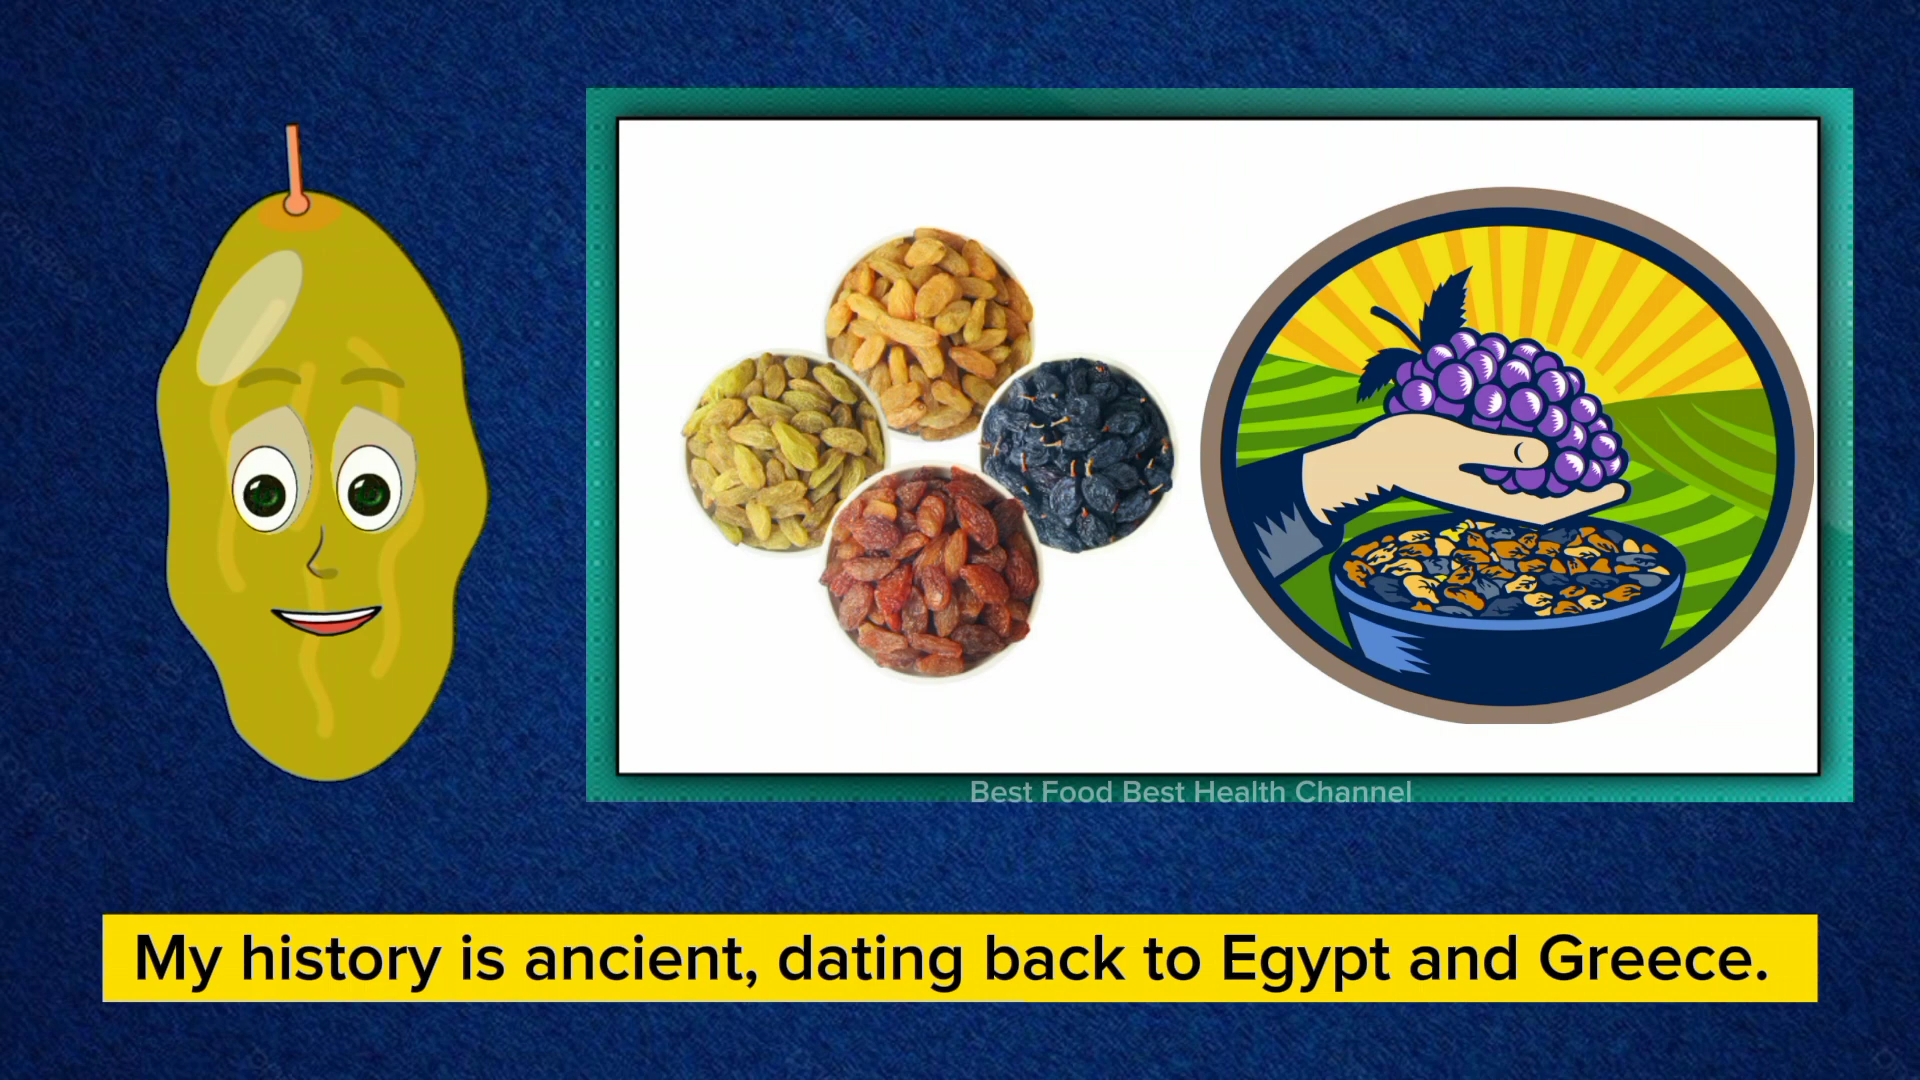 Best Food Best Health Channel
My history is ancient, dating back to Egypt and Greece.